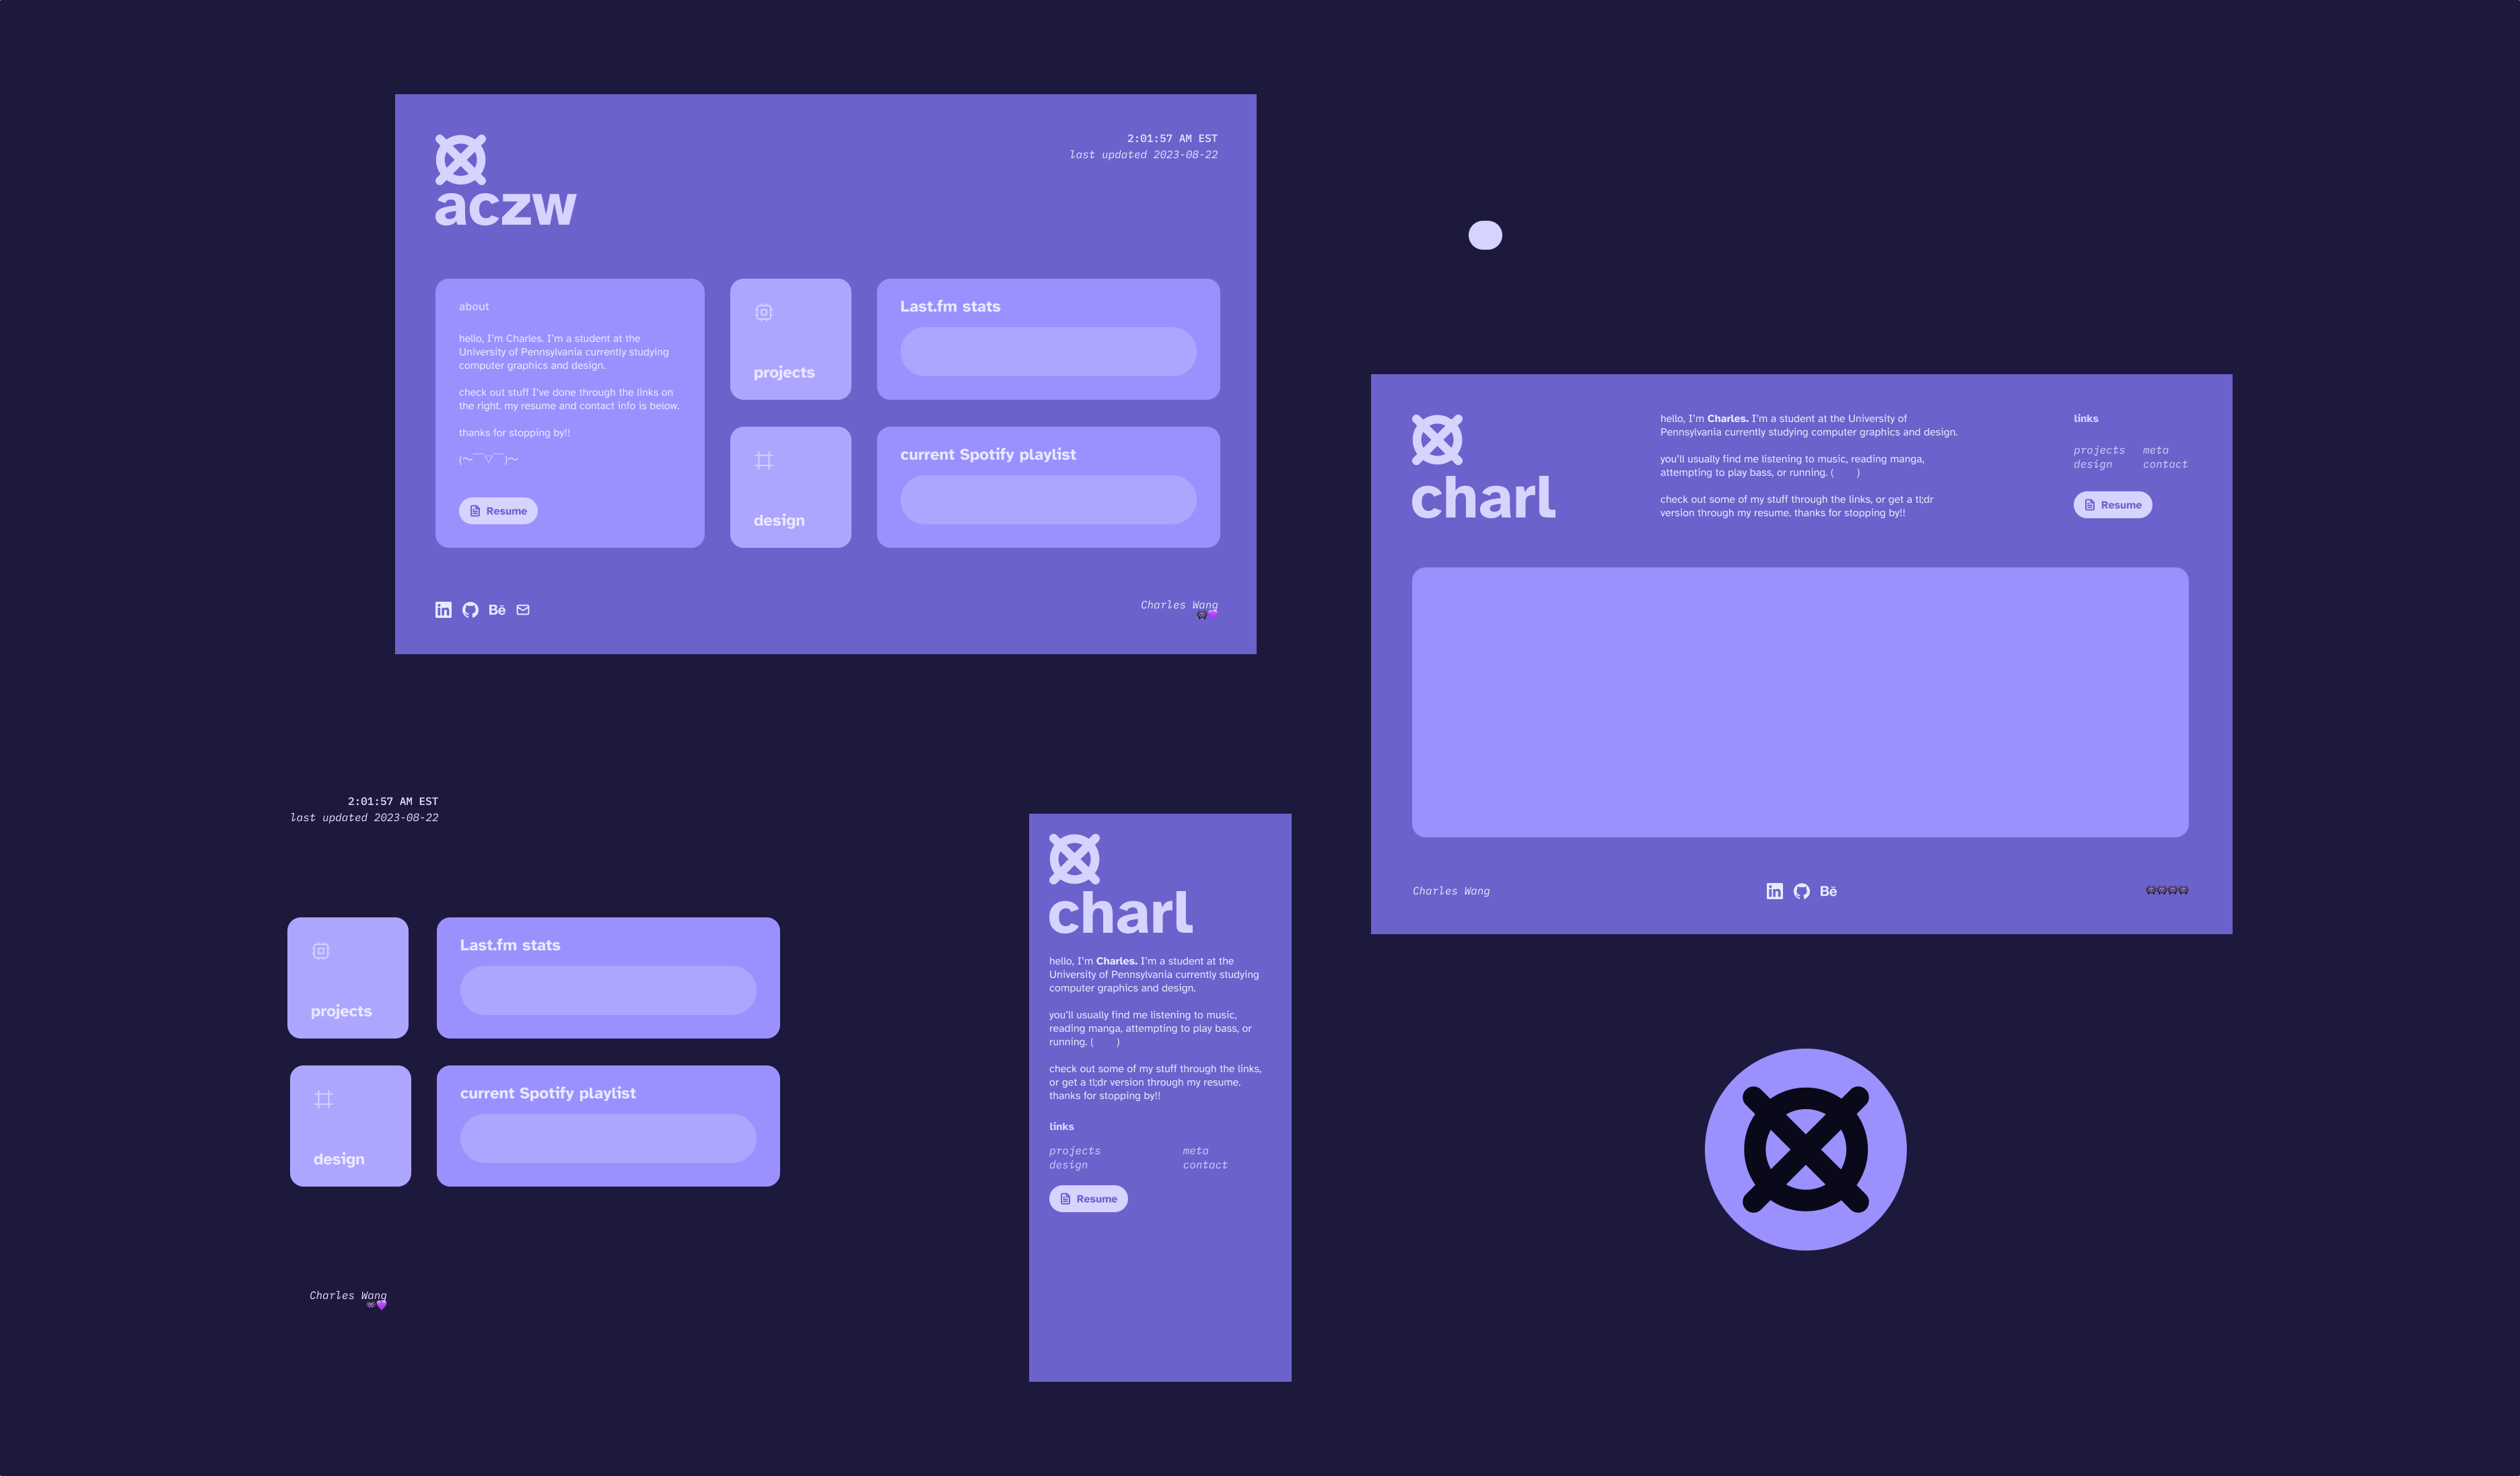 aczw
2:01:57 AM EST
last updated 2023-08-22
about
hello, I'm Charles. I'm a student at the
University of Pennsylvania currently studying
computer graphics and design.
check out stuff I've done through the links on
the right. my resume and contact info is below.
thanks for stopping by!!
(～￣▽￣)～
Resume
projects
design
Last.fm stats
current Spotify playlist
in
Bē
Charles Wang
💜
charl
hello, I'm Charles. I'm a student at the University of
Pennsylvania currently studying computer graphics and design.
you'll usually find me listening to music, reading manga,
attempting to play bass, or running. (       )
check out some of my stuff through the links, or get a tl;dr
version through my resume. thanks for stopping by!!
links
projects meta
design contact
Resume
Charles Wang
in
Bē
2:01:57 AM EST
last updated 2023-08-22
projects
design
Last.fm stats
current Spotify playlist
Charles Wang
💜
charl
hello, I'm Charles. I'm a student at the
University of Pennsylvania currently studying
computer graphics and design.
you'll usually find me listening to music,
reading manga, attempting to play bass, or
running. (       )
check out some of my stuff through the links,
or get a tl;dr version through my resume.
thanks for stopping by!!
links
projects meta
design contact
Resume